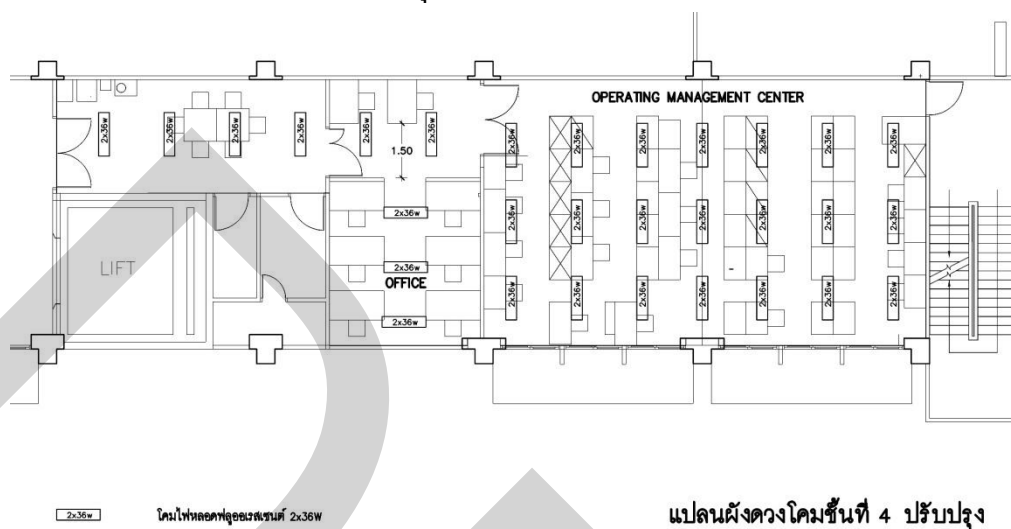 OPERATING MANAGEMENT CENTER
2x36w 2x36w 2x36w 2x36w 2x36w 2x36w 2x36w 2x36w 2x36w 2x36w 2x36w 2x36w 2x36w
1.50
2x36w 2x36w 2x36w 2x36w 2x36w 2x36w 2x36w 2x36w
LIFT
2x36w
OFFICE
2x36w 2x36w 2x36w 2x36w 2x36w 2x36w 2x36w
2x36w
2x36w โคมไฟหลอดฟลูออเรสเซนต์ 2x36W
แปลนผังดวงโคมชั้นที่ 4 ปรับปรุง